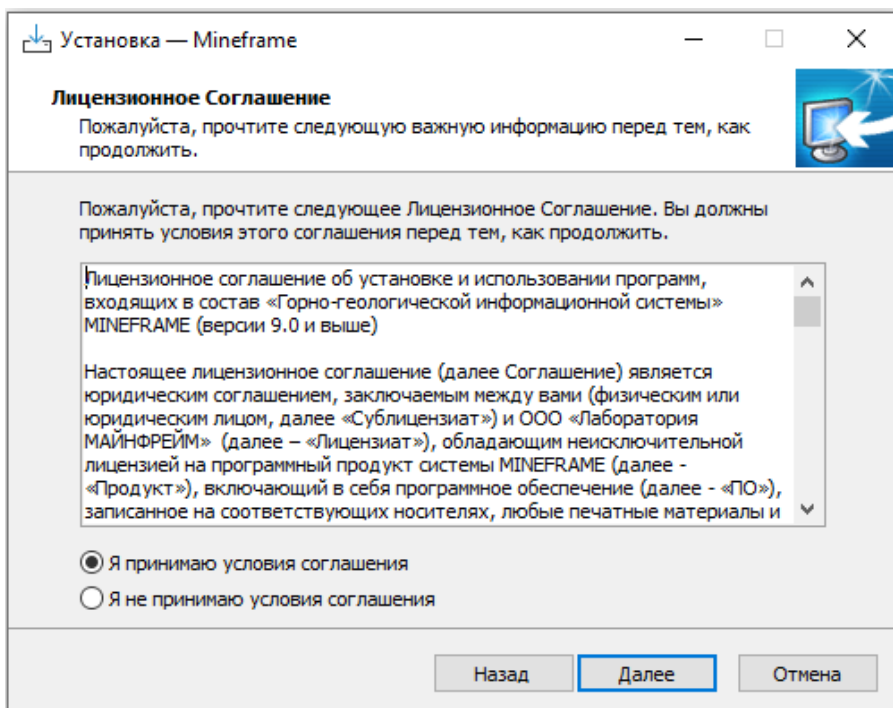 Установка — Mineframe
Лицензионное Соглашение
Пожалуйста, прочтите следующую важную информацию перед тем, как
продолжить.
Пожалуйста, прочтите следующее Лицензионное Соглашение. Вы должны
принять условия этого соглашения перед тем, как продолжить.
Лицензионное соглашение об установке и использовании программ,
входящих в состав «Горно-геологической информационной системы»
MINEFRAME (версии 9.0 и выше)
Настоящее лицензионное соглашение (далее Соглашение) является
юридическим соглашением, заключаемым между вами (физическим или
юридическим лицом, далее «Сублицензиат») и ООО «Лаборатория
МАЙНФРЕЙМ» (далее – «Лицензиат»), обладающим неисключительной
лицензией на программный продукт системы MINEFRAME (далее -
«Продукт»), включающий в себя программное обеспечение (далее - «ПО»),
записанное на соответствующих носителях, любые печатные материалы и
Я принимаю условия соглашения
Я не принимаю условия соглашения
Назад Далее Отмена